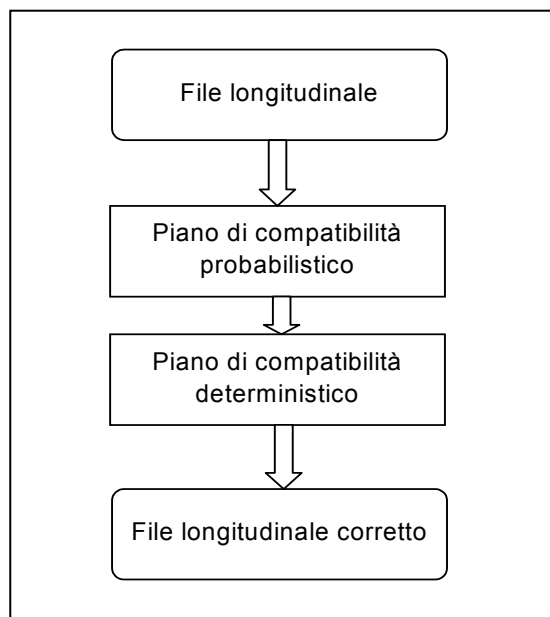 File longitudinale
Piano di compatibilità
probabilistico
Piano di compatibilità
deterministico
File longitudinale corretto